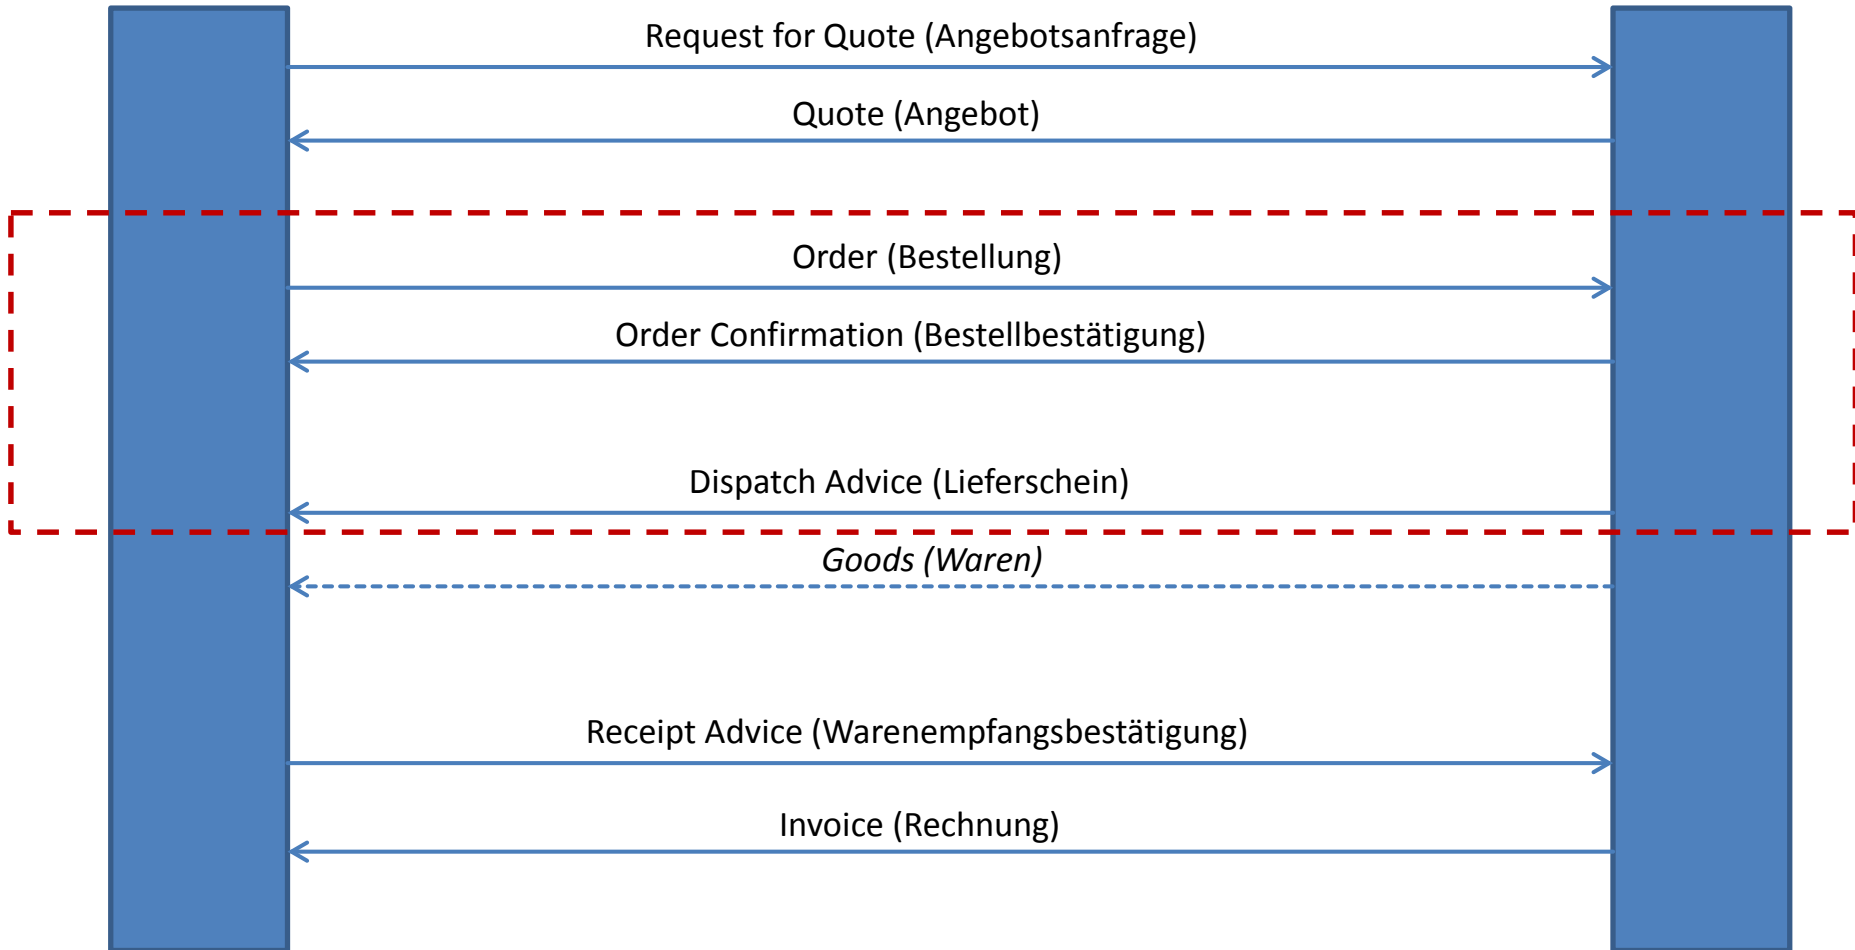 Request for Quote (Angebotsanfrage)
Quote (Angebot)
Order (Bestellung)
Order Confirmation (Bestellbestätigung)
Dispatch Advice (Lieferschein)
Goods (Waren)
Receipt Advice (Warenempfangsbestätigung)
Invoice (Rechnung)